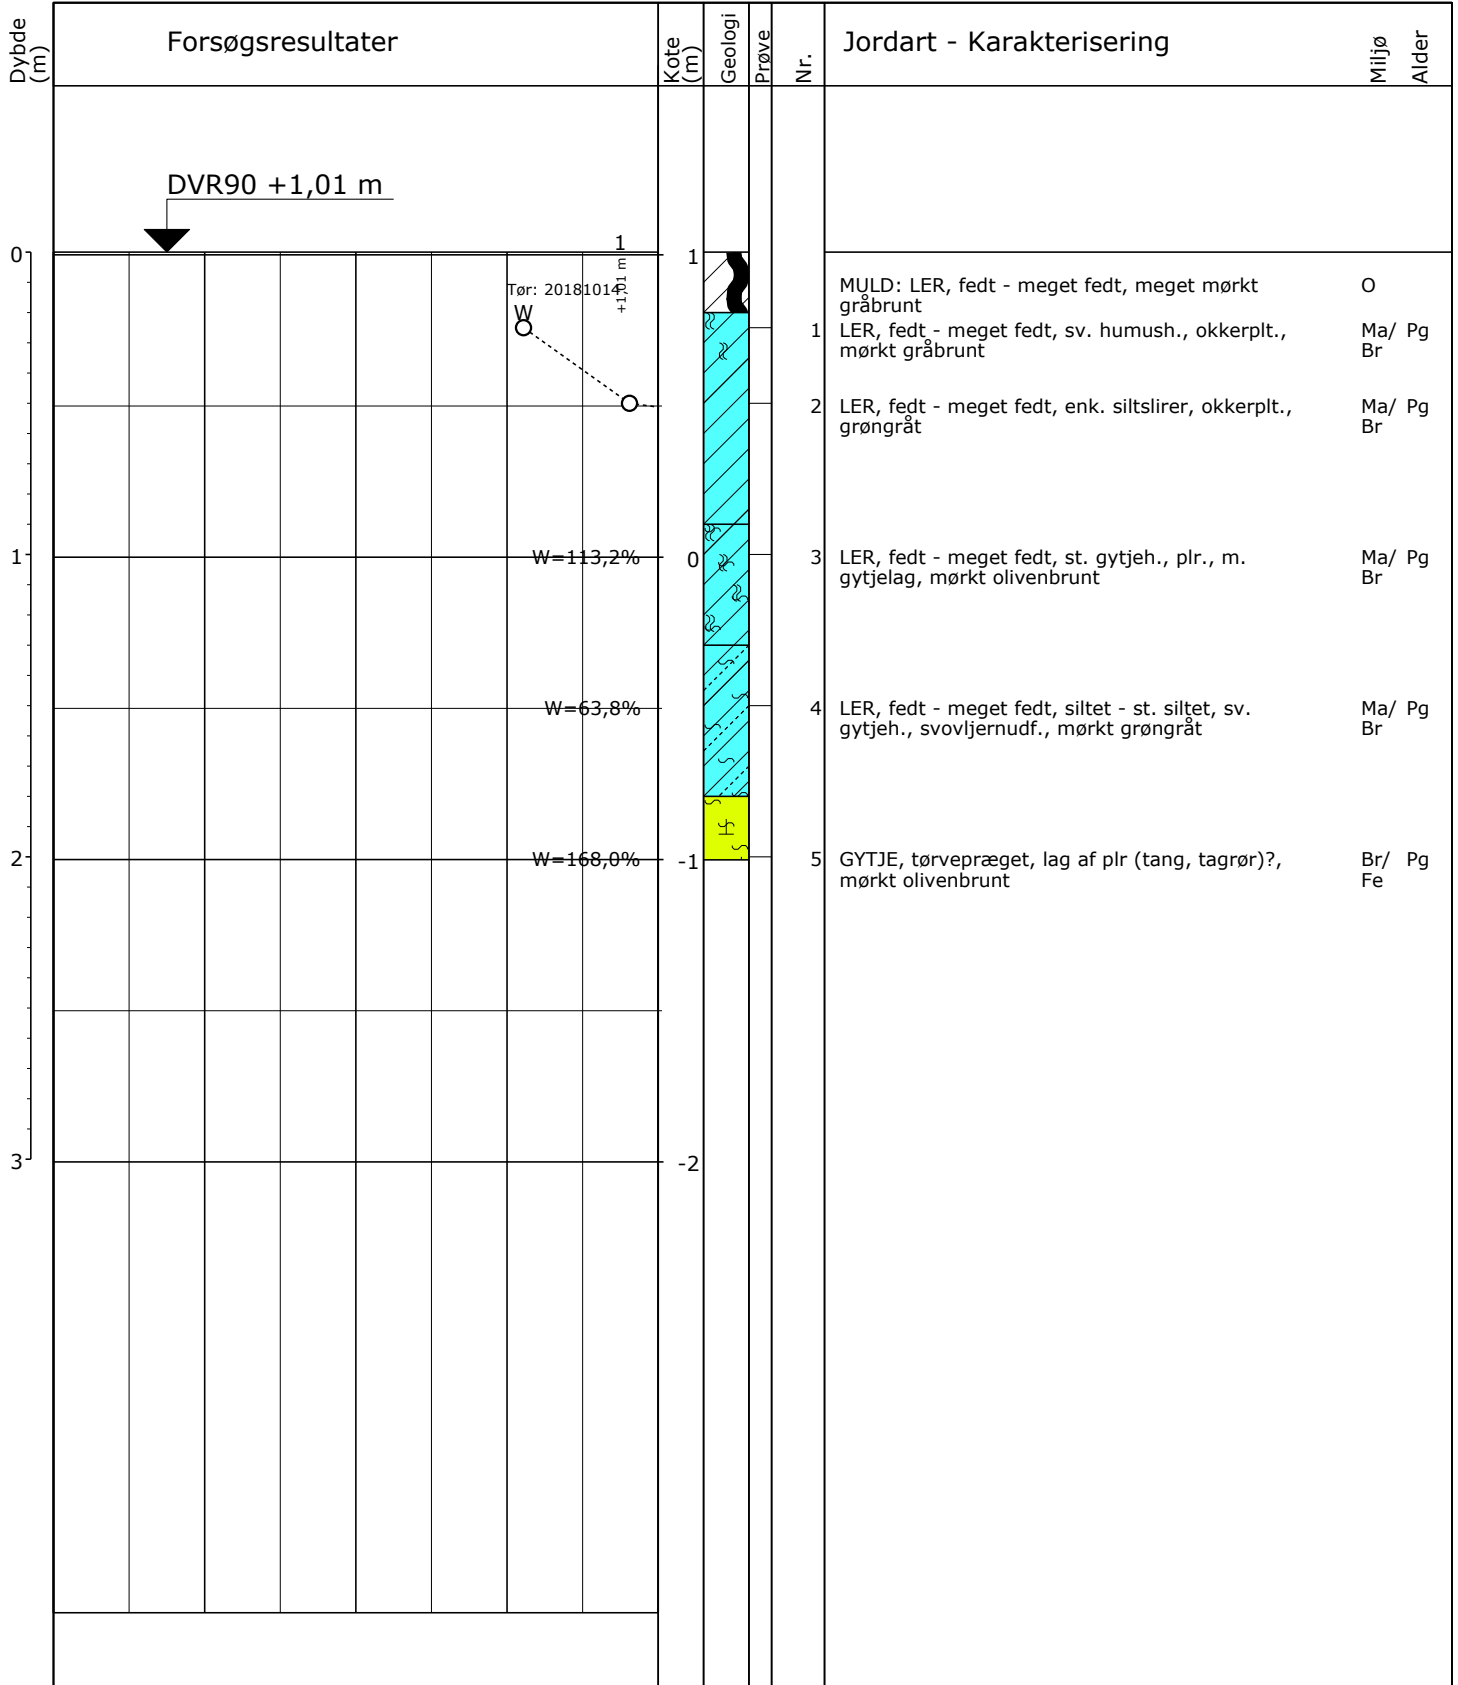 Dybde
(m)
Forsøgsresultater
Kote
(m)
Geologi
Prøve
Nr.
Jordart - Karakterisering
Miljø
Alder
DVR90 +1,01 m
1
+1,01 m
0
1
Tør: 20181014
W
MULD: LER, fedt - meget fedt, meget mørkt
gråbrunt
O
1
LER, fedt - meget fedt, sv. humush., okkerplt.,
mørkt gråbrunt
Ma/ Pg
Br
2
LER, fedt - meget fedt, enk. siltslirer, okkerplt.,
grøngråt
Ma/ Pg
Br
1
W=113,2%
0
3
LER, fedt - meget fedt, st. gytjeh., plr., m.
gytjelag, mørkt olivenbrunt
Ma/ Pg
Br
W=63,8%
4
LER, fedt - meget fedt, siltet - st. siltet, sv.
gytjeh., svovljernudf., mørkt grøngråt
Ma/ Pg
Br
2
W=168,0%
-1
5
GYTJE, tørvepræget, lag af plr (tang, tagrør)?,
mørkt olivenbrunt
Br/ Pg
Fe
3
-2